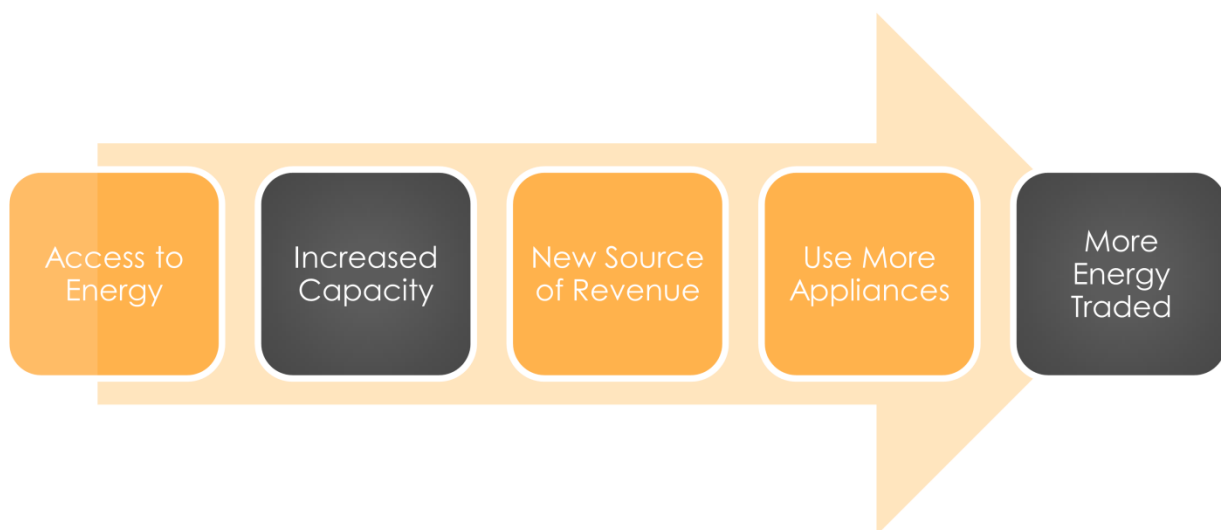 Access to
Energy
Increased
Capacity
New Source
of Revenue
Use More
Appliances
More
Energy
Traded